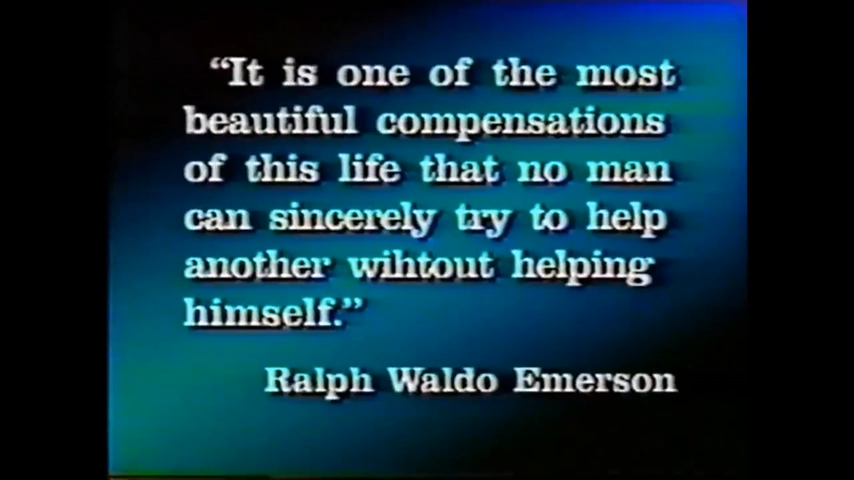 “It is one of the most
beautiful compensations
of this life that no man
can sincerely try to help
another wihtout helping
himself.”
Ralph Waldo Emerson